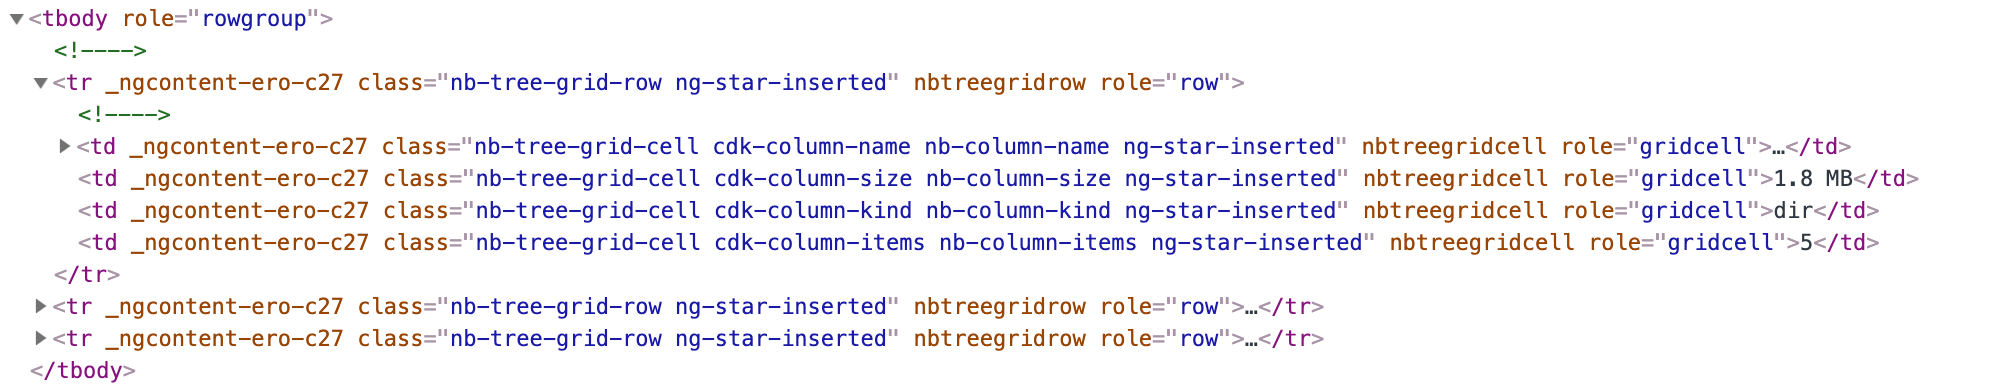 ▼<tbody role="rowgroup">
<!---->
▼<tr _ngcontent-ero-c27 class="nb-tree-grid-row ng-star-inserted" nbtreegridrow role="row">
<!---->
▶<td _ngcontent-ero-c27 class="nb-tree-grid-cell cdk-column-name nb-column-name ng-star-inserted" nbtreegridcell role="gridcell">…</td>
<td _ngcontent-ero-c27 class="nb-tree-grid-cell cdk-column-size nb-column-size ng-star-inserted" nbtreegridcell role="gridcell">1.8 MB</td>
<td _ngcontent-ero-c27 class="nb-tree-grid-cell cdk-column-kind nb-column-kind ng-star-inserted" nbtreegridcell role="gridcell">dir</td>
<td _ngcontent-ero-c27 class="nb-tree-grid-cell cdk-column-items nb-column-items ng-star-inserted" nbtreegridcell role="gridcell">5</td>
</tr>
▶<tr _ngcontent-ero-c27 class="nb-tree-grid-row ng-star-inserted" nbtreegridrow role="row">…</tr>
▶<tr _ngcontent-ero-c27 class="nb-tree-grid-row ng-star-inserted" nbtreegridrow role="row">…</tr>
</tbody>